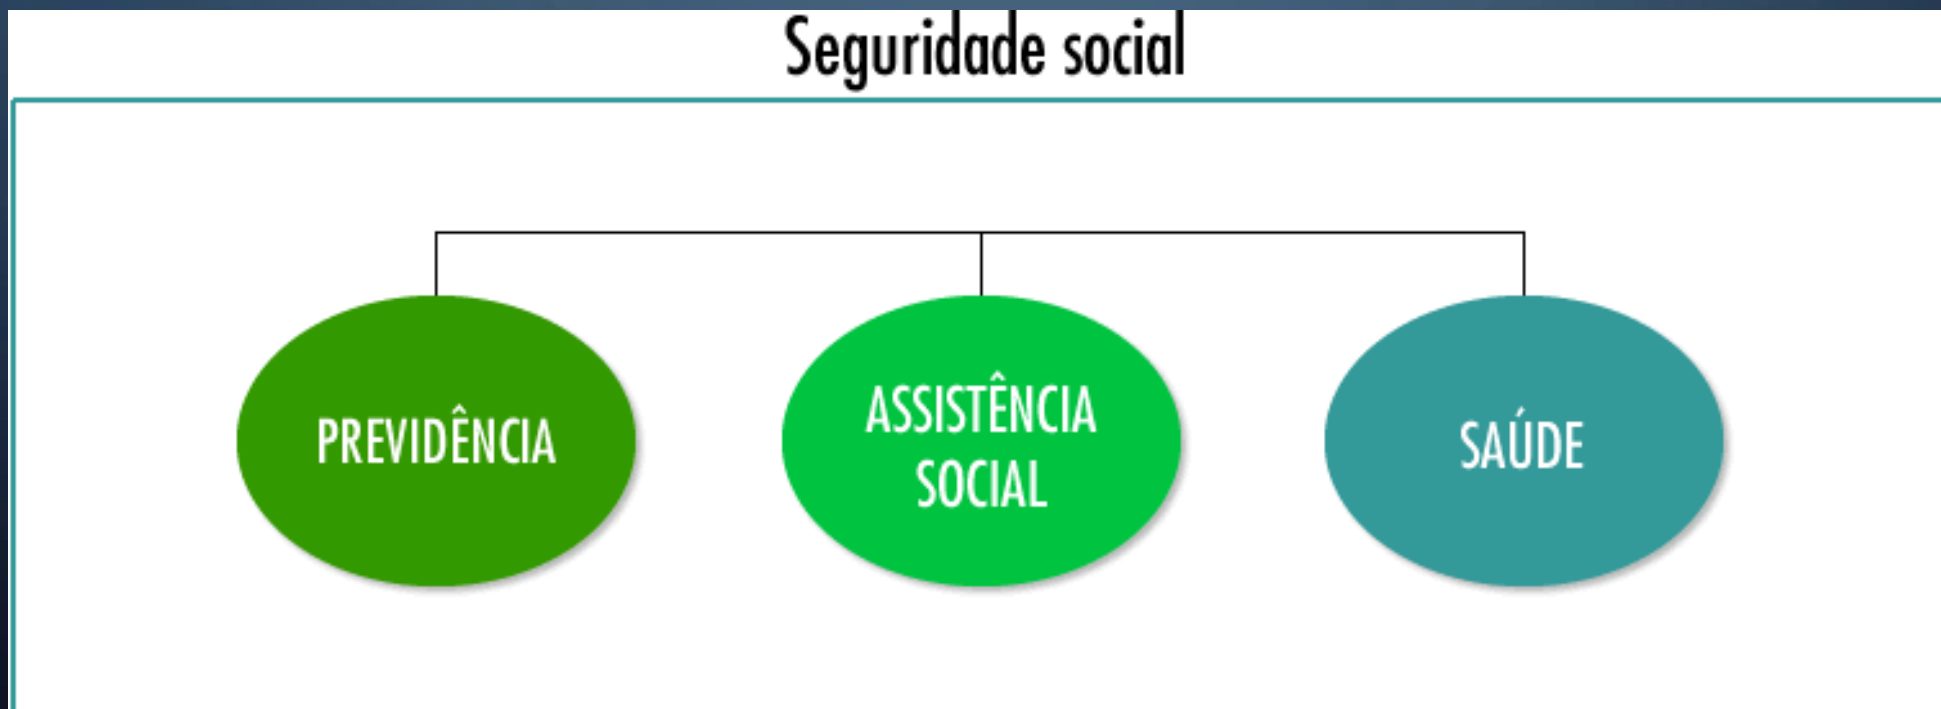 Seguridade social
PREVIDÊNCIA
ASSISTÊNCIA
SOCIAL
SAÚDE